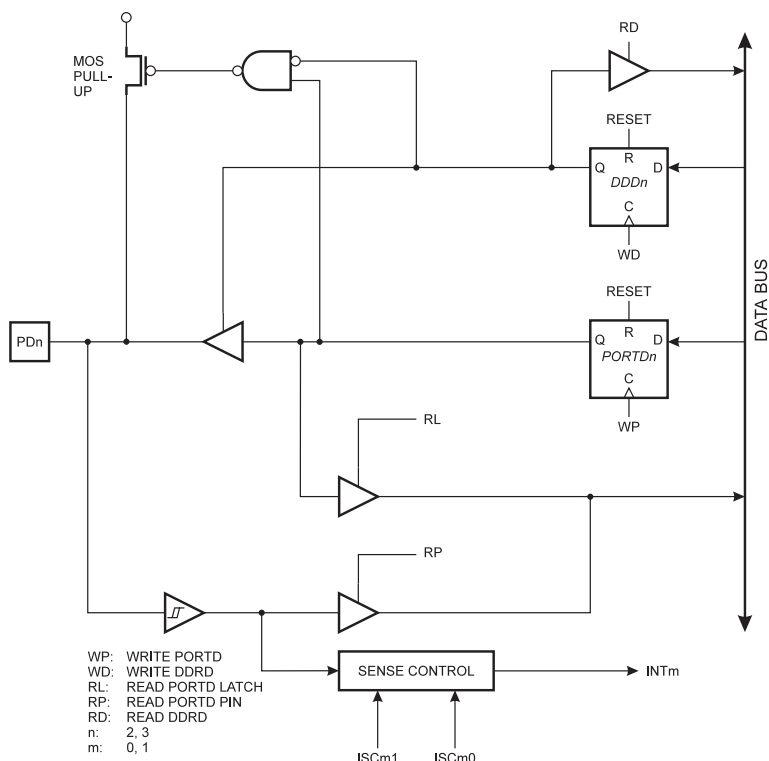 RD
MOS
PULL-
UP
RESET
R
Q
DDDn
D
C
WD
DATA BUS
RESET
R
PDn
Q
PORTDn
D
C
WP
RL
RP
WP: WRITE PORTD
WD: WRITE DDRD
RL: READ PORTD LATCH
RP: READ PORTD PIN
RD: READ DDRD
n: 2, 3
m: 0, 1
SENSE CONTROL
INTm
ISCm1
ISCm0